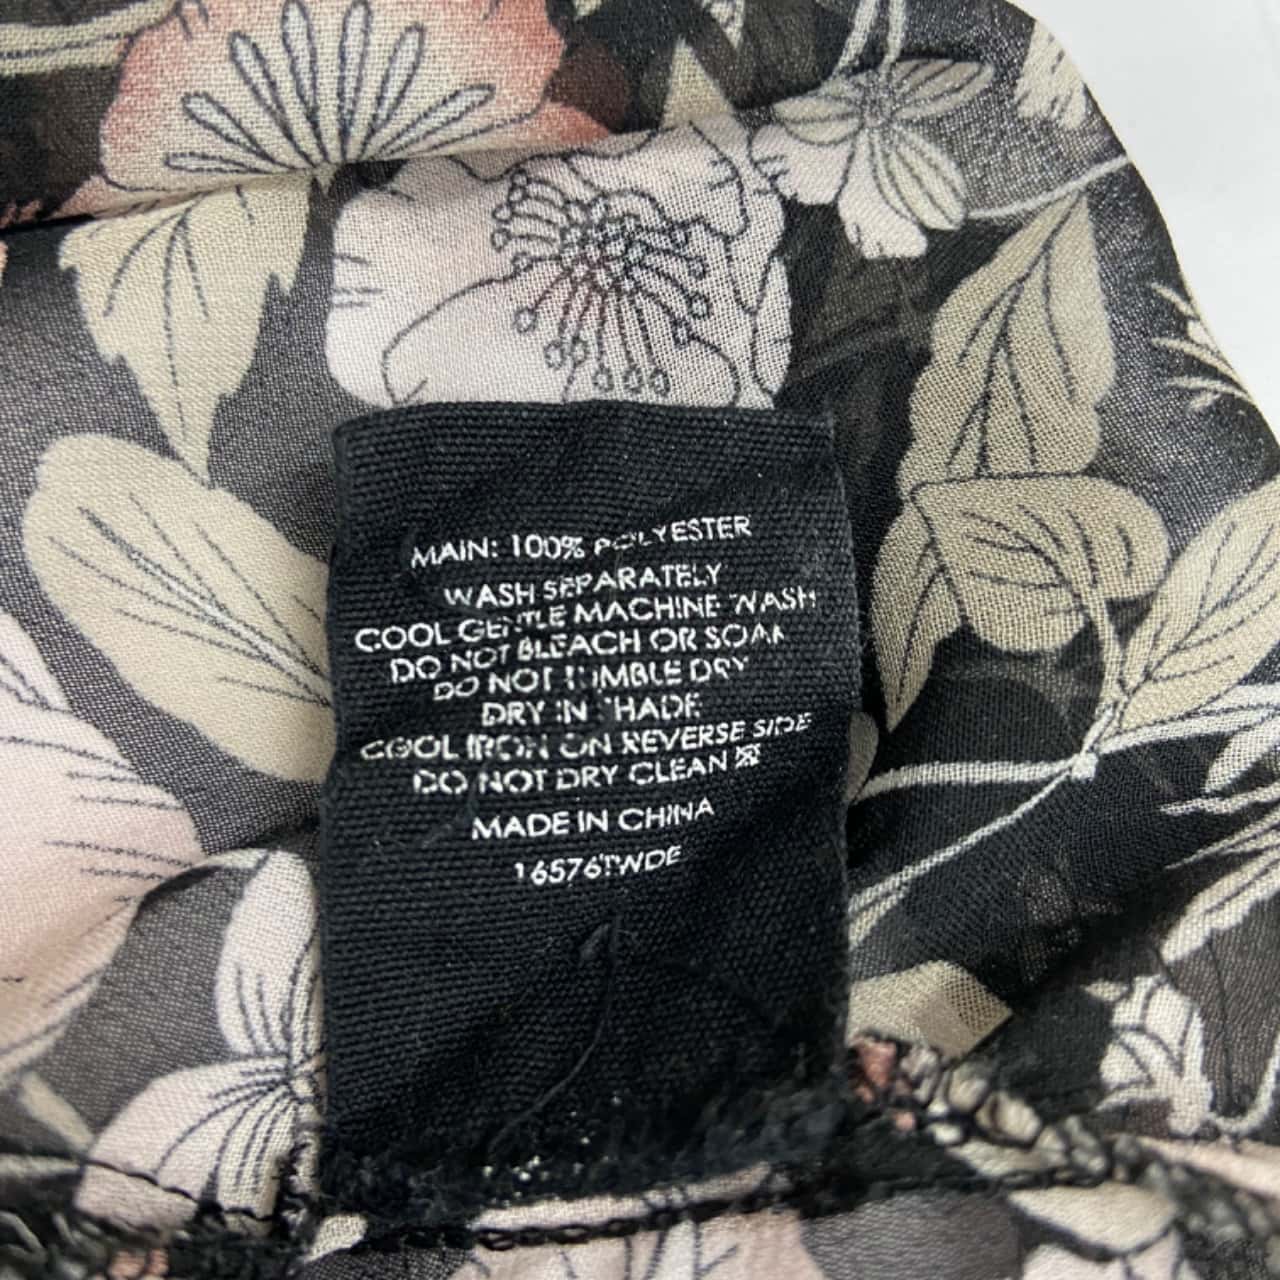 MAIN: 100% POLYESTER
WASH SEPARATELY
COOL GENTLE MACHINE WASH
DO NOT BLEACH OR SOAK
DO NOT TUMBLE DRY
DRY IN SHADE
COOL IRON ON REVERSE SIDE
DO NOT DRY CLEAN
MADE IN CHINA
16576TWDE